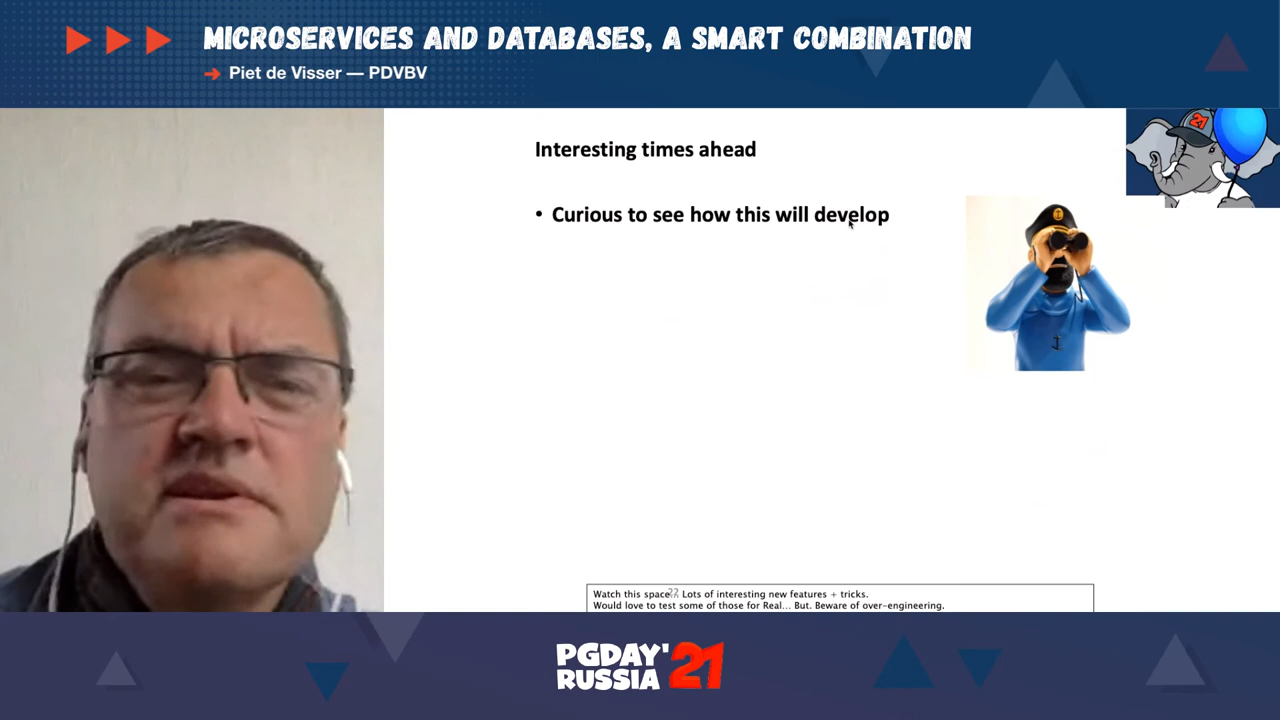 MICROSERVICES AND DATABASES, A SMART COMBINATION
→ Piet de Visser — PDVBV
21
Interesting times ahead
• Curious to see how this will develop
22
Watch this space... Lots of interesting new features + tricks.
Would love to test some of those for Real... But. Beware of over-engineering.
PGDAY'21
RUSSIA